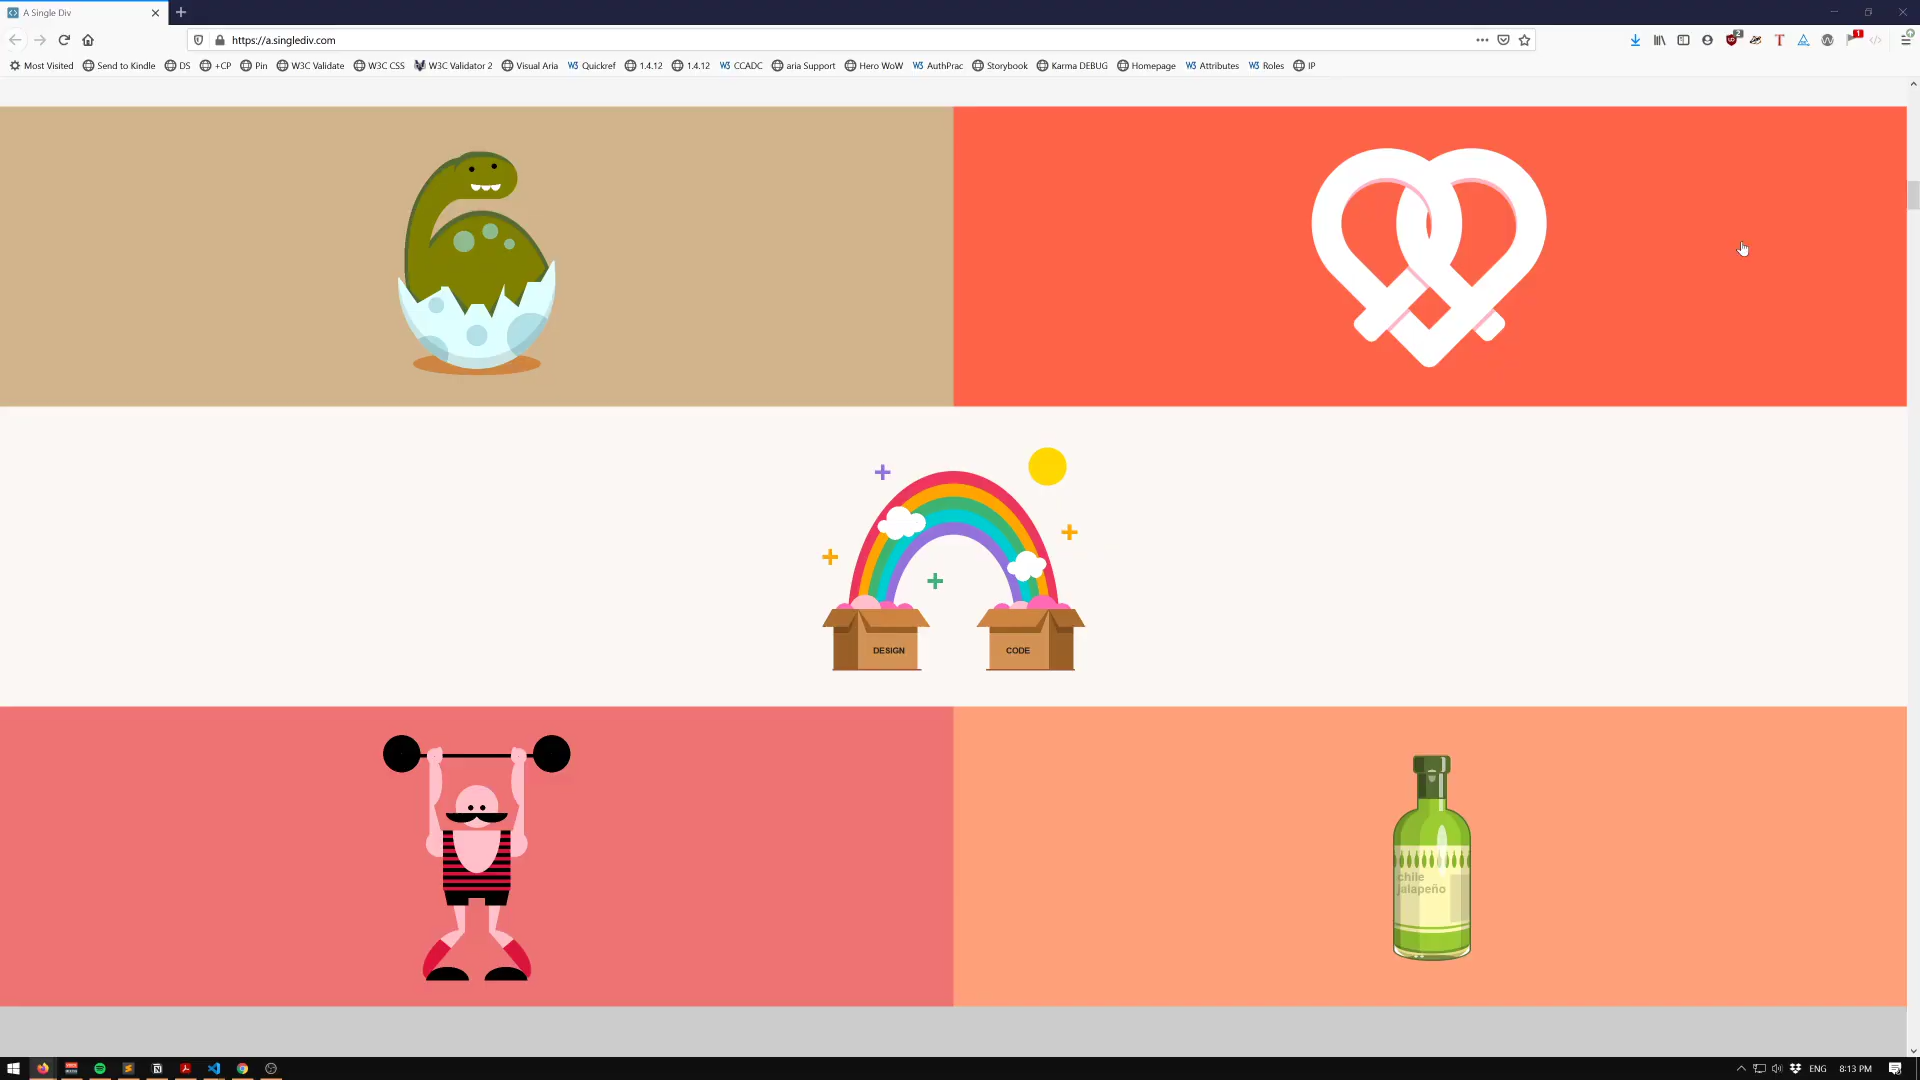 A Single Div
https://a.singlediv.com
Most Visited Send to Kindle DS +CP Pin W3C Validate W3C CSS W3C Validator 2 Visual Aria Quickref 1.4.12 1.4.12 CCADC aria Support Hero WoW AuthPrac Storybook Karma DEBUG Homepage Attributes Roles IP
DESIGN
CODE
chile
jalapeño
ENG 8:13 PM